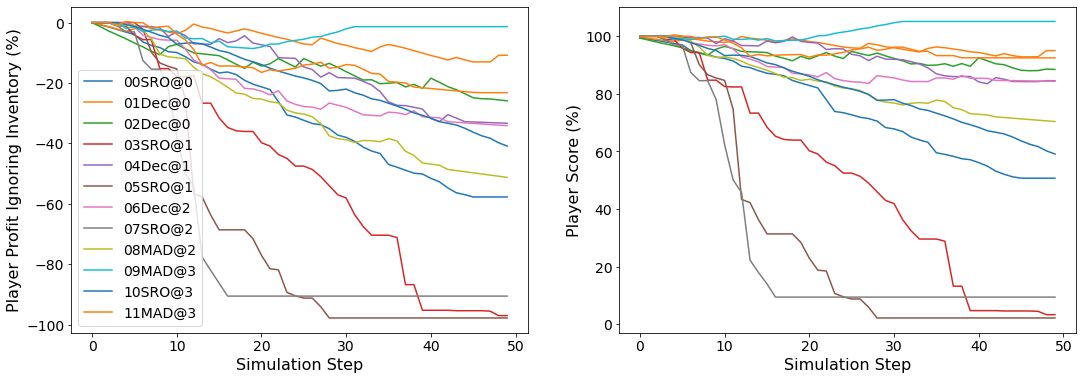 Player Profit Ignoring Inventory (%)
0
−20
−40
−60
−80
−100
00SRO@0
01Dec@0
02Dec@0
03SRO@1
04Dec@1
05SRO@1
06Dec@2
07SRO@2
08MAD@2
09MAD@3
10SRO@3
11MAD@3
0 10 20 30 40 50
Simulation Step
Player Score (%)
100
80
60
40
20
0
0 10 20 30 40 50
Simulation Step